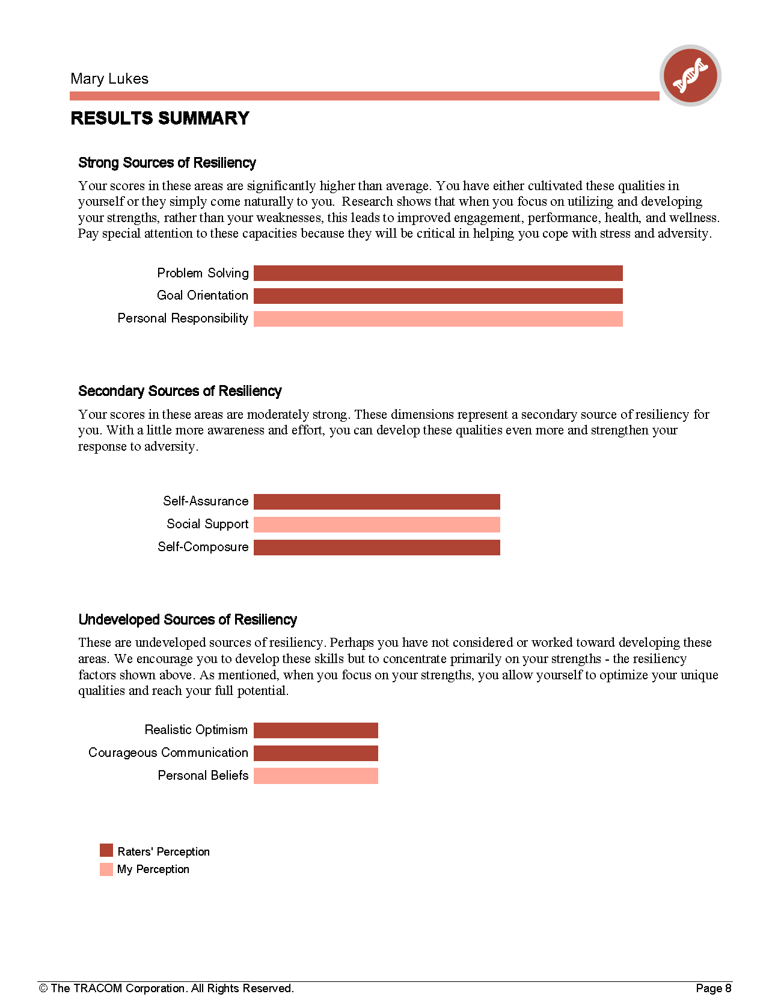 Mary Lukes
RESULTS SUMMARY
Strong Sources of Resiliency
Your scores in these areas are significantly higher than average. You have either cultivated these qualities in
yourself or they simply come naturally to you.  Research shows that when you focus on utilizing and developing
your strengths, rather than your weaknesses, this leads to improved engagement, performance, health, and wellness.
Pay special attention to these capacities because they will be critical in helping you cope with stress and adversity.
Problem Solving
Goal Orientation
Personal Responsibility
Secondary Sources of Resiliency
Your scores in these areas are moderately strong. These dimensions represent a secondary source of resiliency for
you. With a little more awareness and effort, you can develop these qualities even more and strengthen your
response to adversity.
Self-Assurance
Social Support
Self-Composure
Undeveloped Sources of Resiliency
These are undeveloped sources of resiliency. Perhaps you have not considered or worked toward developing these
areas. We encourage you to develop these skills but to concentrate primarily on your strengths - the resiliency
factors shown above. As mentioned, when you focus on your strengths, you allow yourself to optimize your unique
qualities and reach your full potential.
Realistic Optimism
Courageous Communication
Personal Beliefs
Raters' Perception
My Perception
© The TRACOM Corporation. All Rights Reserved. Page 8